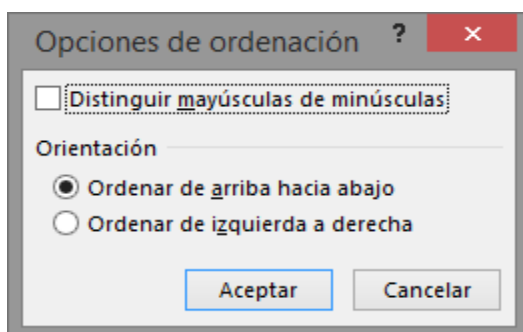 Opciones de ordenación ?
Distinguir mayúsculas de minúsculas
Orientación
Ordenar de arriba hacia abajo
Ordenar de izquierda a derecha
Aceptar Cancelar